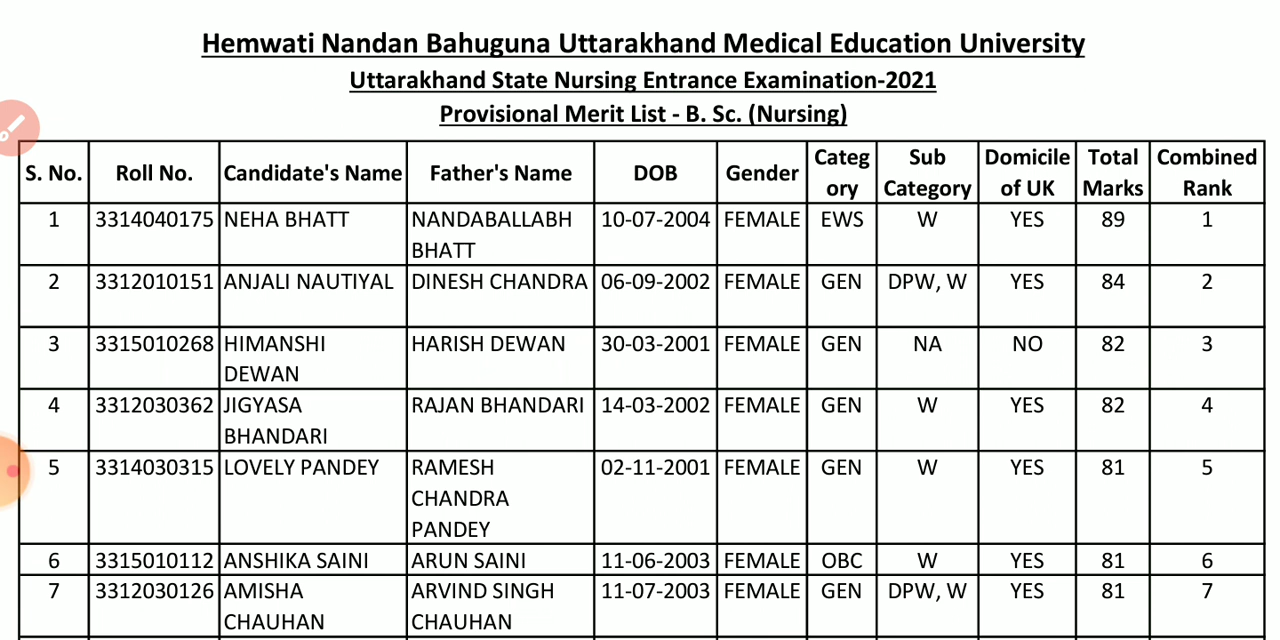 Hemwati Nandan Bahuguna Uttarakhand Medical Education University
Uttarakhand State Nursing Entrance Examination-2021
Provisional Merit List - B. Sc. (Nursing)
S. No. Roll No. Candidate's Name Father's Name DOB Gender Categ ory Sub Category Domicile of UK Total Marks Combined Rank
1 3314040175 NEHA BHATT NANDABALLABH BHATT 10-07-2004 FEMALE EWS W YES 89 1
2 3312010151 ANJALI NAUTIYAL DINESH CHANDRA 06-09-2002 FEMALE GEN DPW, W YES 84 2
3 3315010268 HIMANSHI DEWAN HARISH DEWAN 30-03-2001 FEMALE GEN NA NO 82 3
4 3312030362 JIGYASA BHANDARI RAJAN BHANDARI 14-03-2002 FEMALE GEN W YES 82 4
5 3314030315 LOVELY PANDEY RAMESH CHANDRA PANDEY 02-11-2001 FEMALE GEN W YES 81 5
6 3315010112 ANSHIKA SAINI ARUN SAINI 11-06-2003 FEMALE OBC W YES 81 6
7 3312030126 AMISHA CHAUHAN ARVIND SINGH CHAUHAN 11-07-2003 FEMALE GEN DPW, W YES 81 7